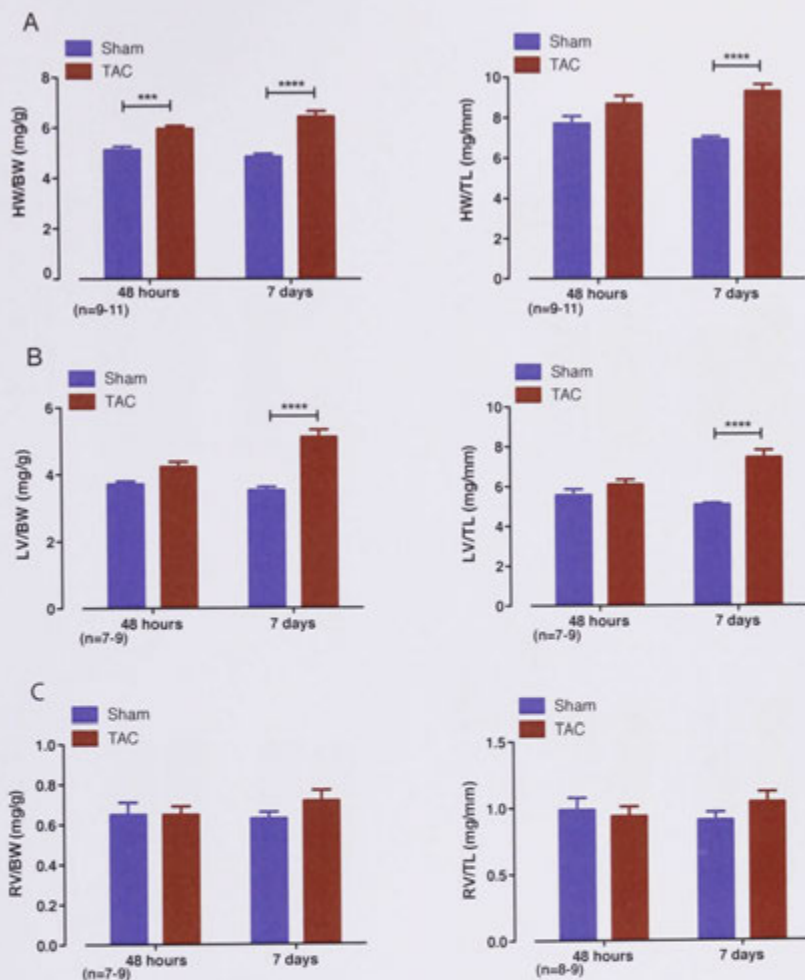 A
Sham
TAC
HW/BW (mg/g)
8
6
4
2
0
***
****
48 hours
7 days
(n=9-11)
Sham
TAC
HW/TL (mg/mm)
10
8
6
4
2
0
****
48 hours
7 days
(n=9-11)
B
Sham
TAC
LV/BW (mg/g)
6
4
2
0
****
48 hours
7 days
(n=7-9)
Sham
TAC
LV/TL (mg/mm)
10
8
6
4
2
0
****
48 hours
7 days
(n=7-9)
C
Sham
TAC
RV/BW (mg/g)
1.0
0.8
0.6
0.4
0.2
0.0
48 hours
7 days
(n=7-9)
Sham
TAC
RV/TL (mg/mm)
1.5
1.0
0.5
0.0
48 hours
7 days
(n=8-9)